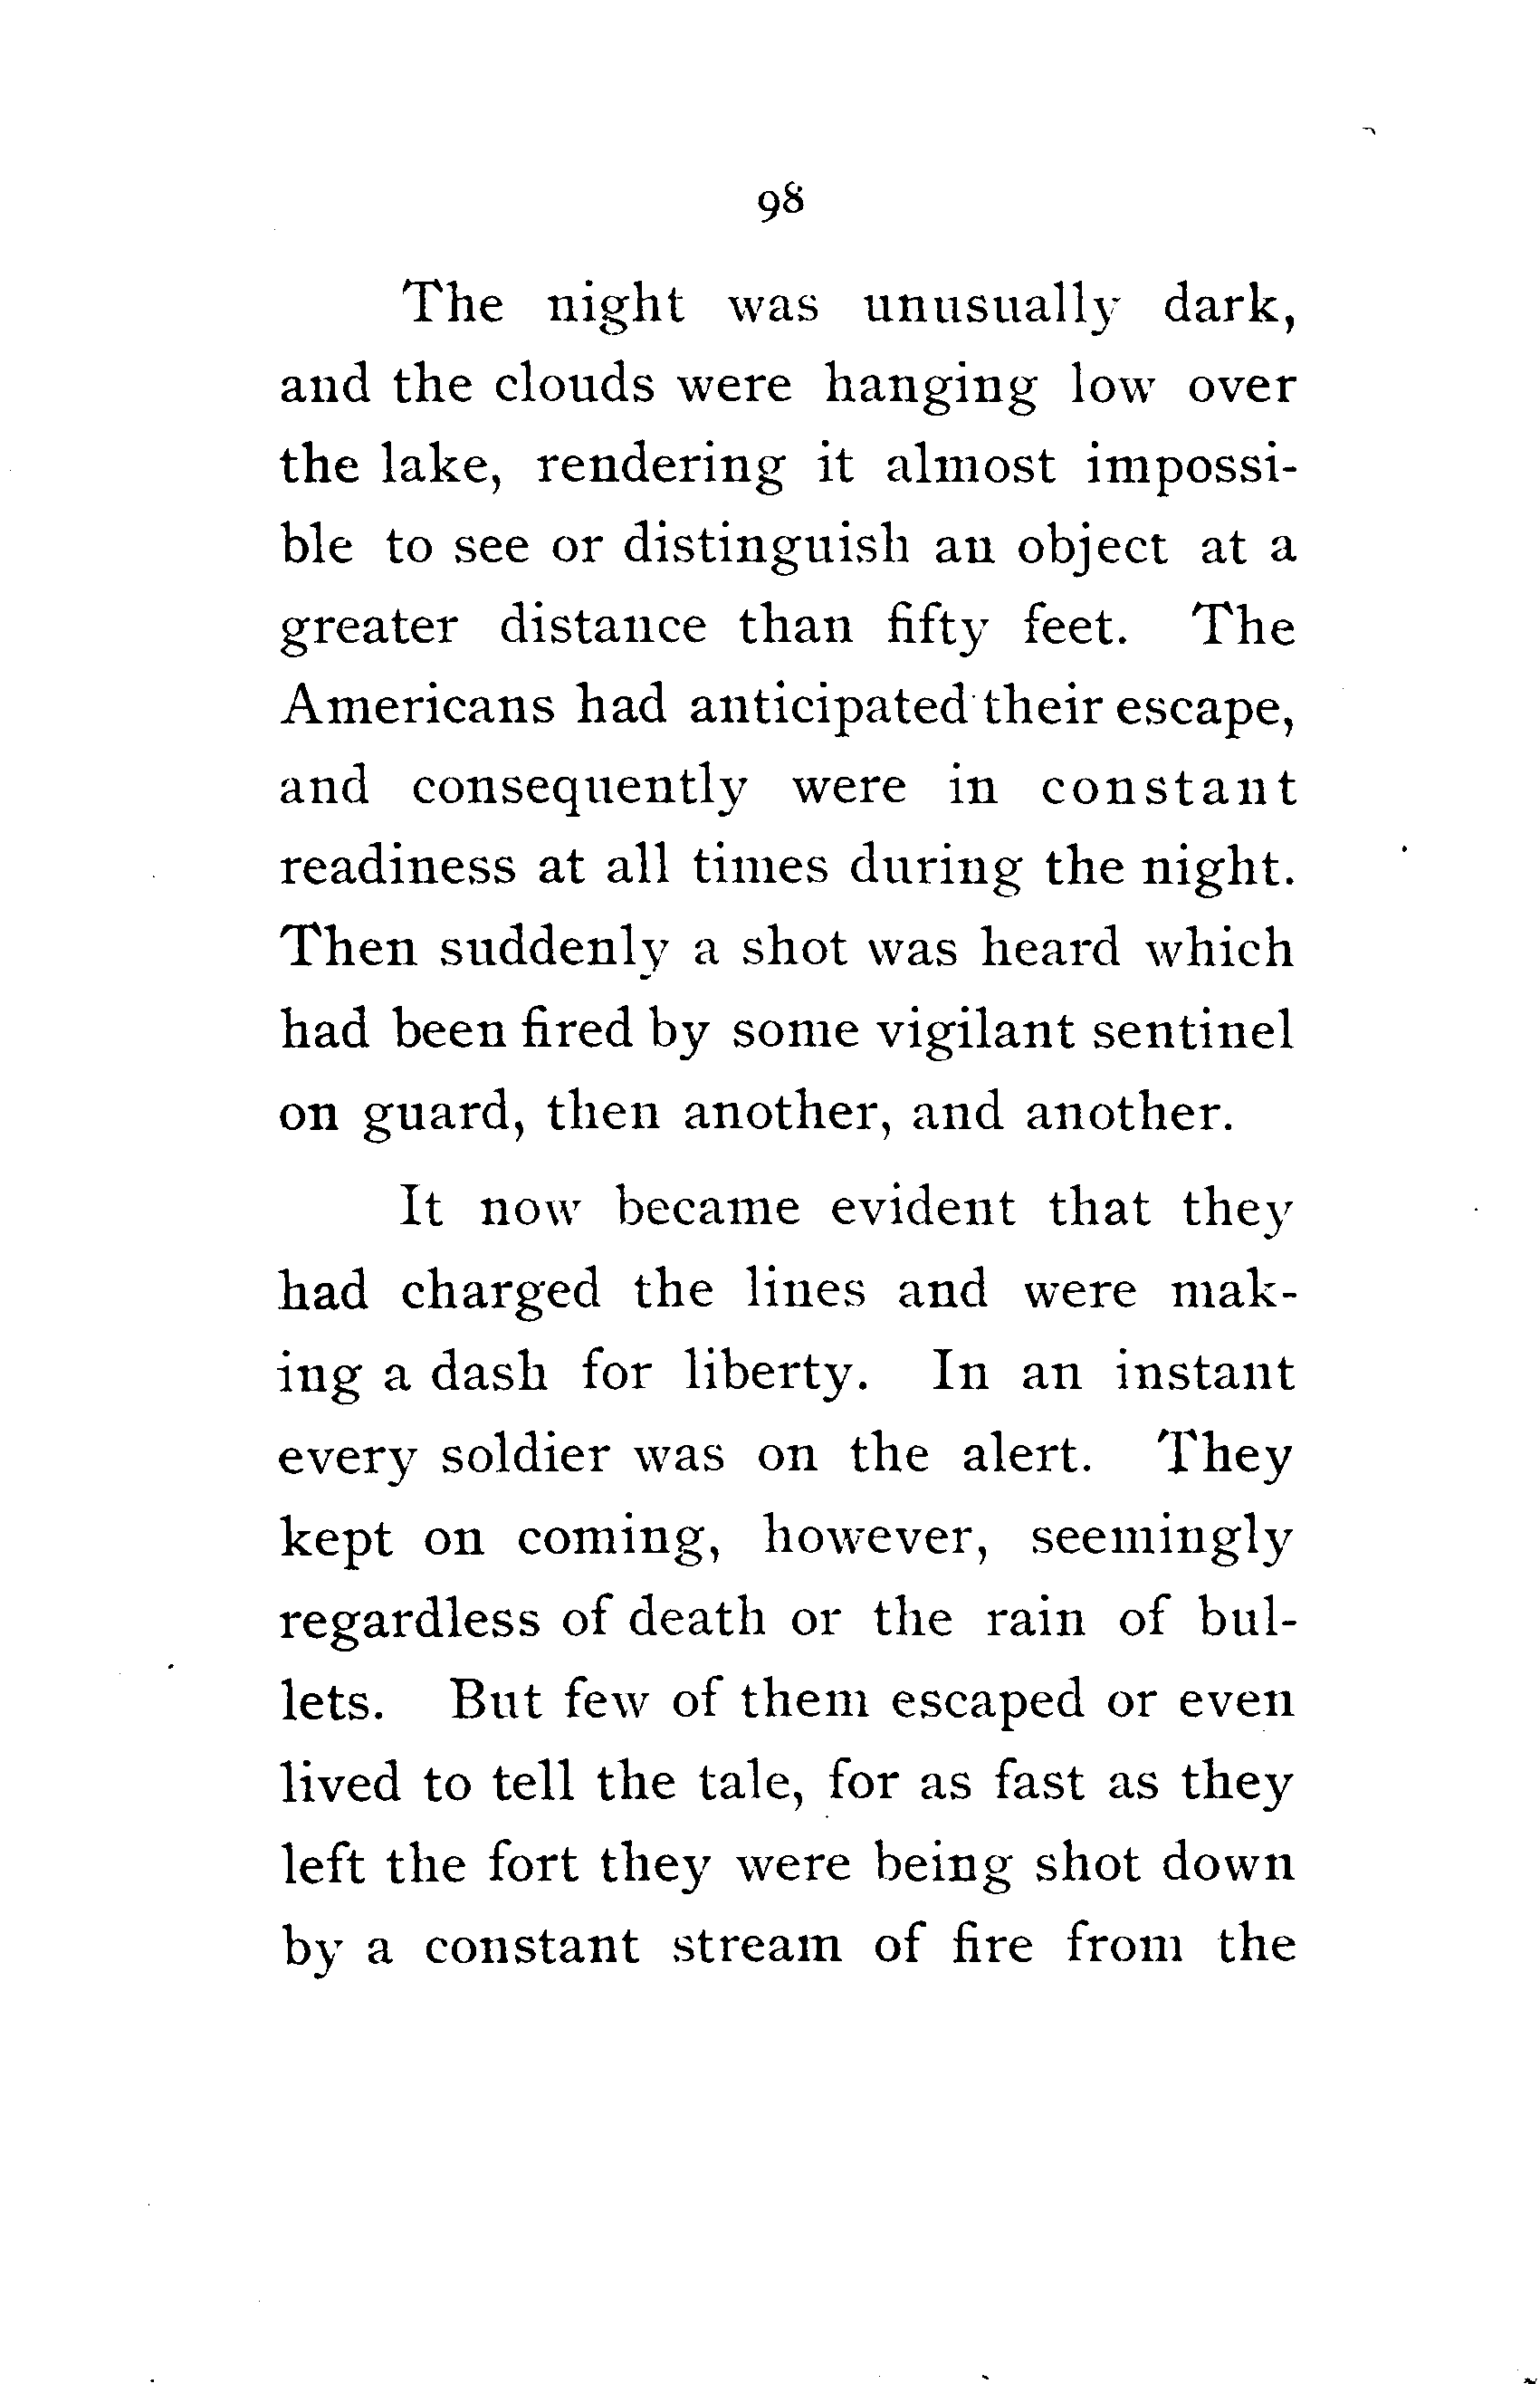 98
The night was unusually dark,
and the clouds were hanging low over
the lake, rendering it almost impossi-
ble to see or distinguish an object at a
greater distance than fifty feet. The
Americans had anticipated their escape,
and consequently were in constant
readiness at all times during the night.
Then suddenly a shot was heard which
had been fired by some vigilant sentinel
on guard, then another, and another.
It now became evident that they
had charged the lines and were mak-
ing a dash for liberty. In an instant
every soldier was on the alert. They
kept on coming, however, seemingly
regardless of death or the rain of bul-
lets. But few of them escaped or even
lived to tell the tale, for as fast as they
left the fort they were being shot down
by a constant stream of fire from the